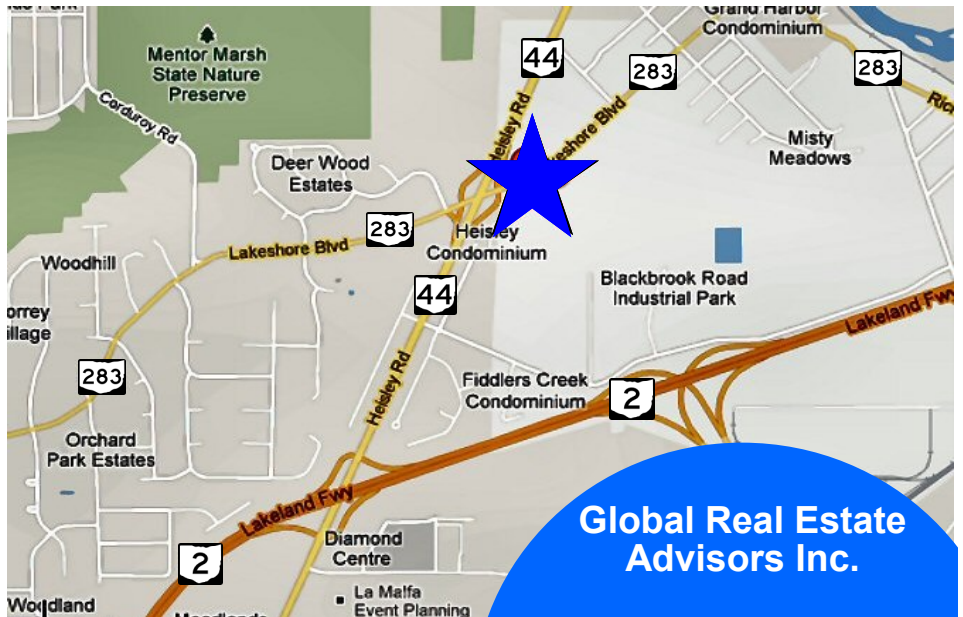 Grand Harbor
Condominium
44
283
283
Mentor Marsh
State Nature
Preserve
Corduroy Rd
Heisley Rd
Lakeshore Blvd
Misty
Meadows
Deer Wood
Estates
283
Lakeshore Blvd
Heisley
Condominium
Woodhill
44
Blackbrook Road
Industrial Park
Lakeland Fwy
283
Heisley Rd
Fiddlers Creek
Condominium
2
Orchard
Park Estates
Lakeland Fwy
Global Real Estate
Advisors Inc.
Diamond
Centre
2
La Malfa
Event Planning
Woodland